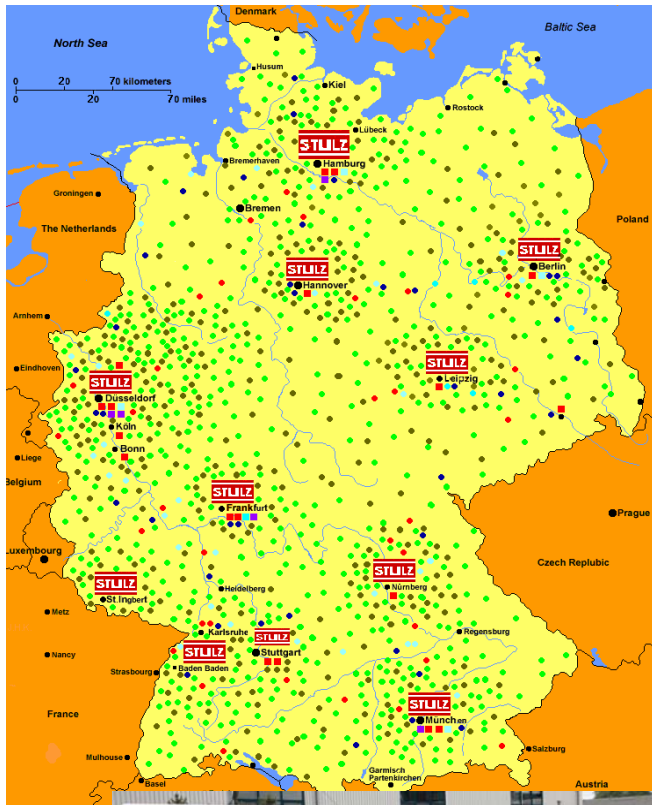 Denmark
North Sea
Baltic Sea
Husum
0 20 70 kilometers
Kiel
0 20 70 miles
Rostock
Lübeck
STULZ
Bremerhaven
Hamburg
Groningen
Bremen
Poland
The Netherlands
STULZ
Berlin
STULZ
Hannover
Arnhem
STULZ
Leipzig
Eindhoven
STULZ
Düsseldorf
Köln
Bonn
Liege
Belgium
STULZ
Frankfurt
Prague
Luxembourg
Czech Replubic
STULZ
Nürnberg
STULZ
St.Ingbert
Heidelberg
Metz
Karlsruhe
STULZ
Regensburg
Nancy
STULZ
Stuttgart
Strasbourg
Baden Baden
STULZ
München
France
Salzburg
Mulhouse
Garmisch
Partenkirchen
Basel
Austria